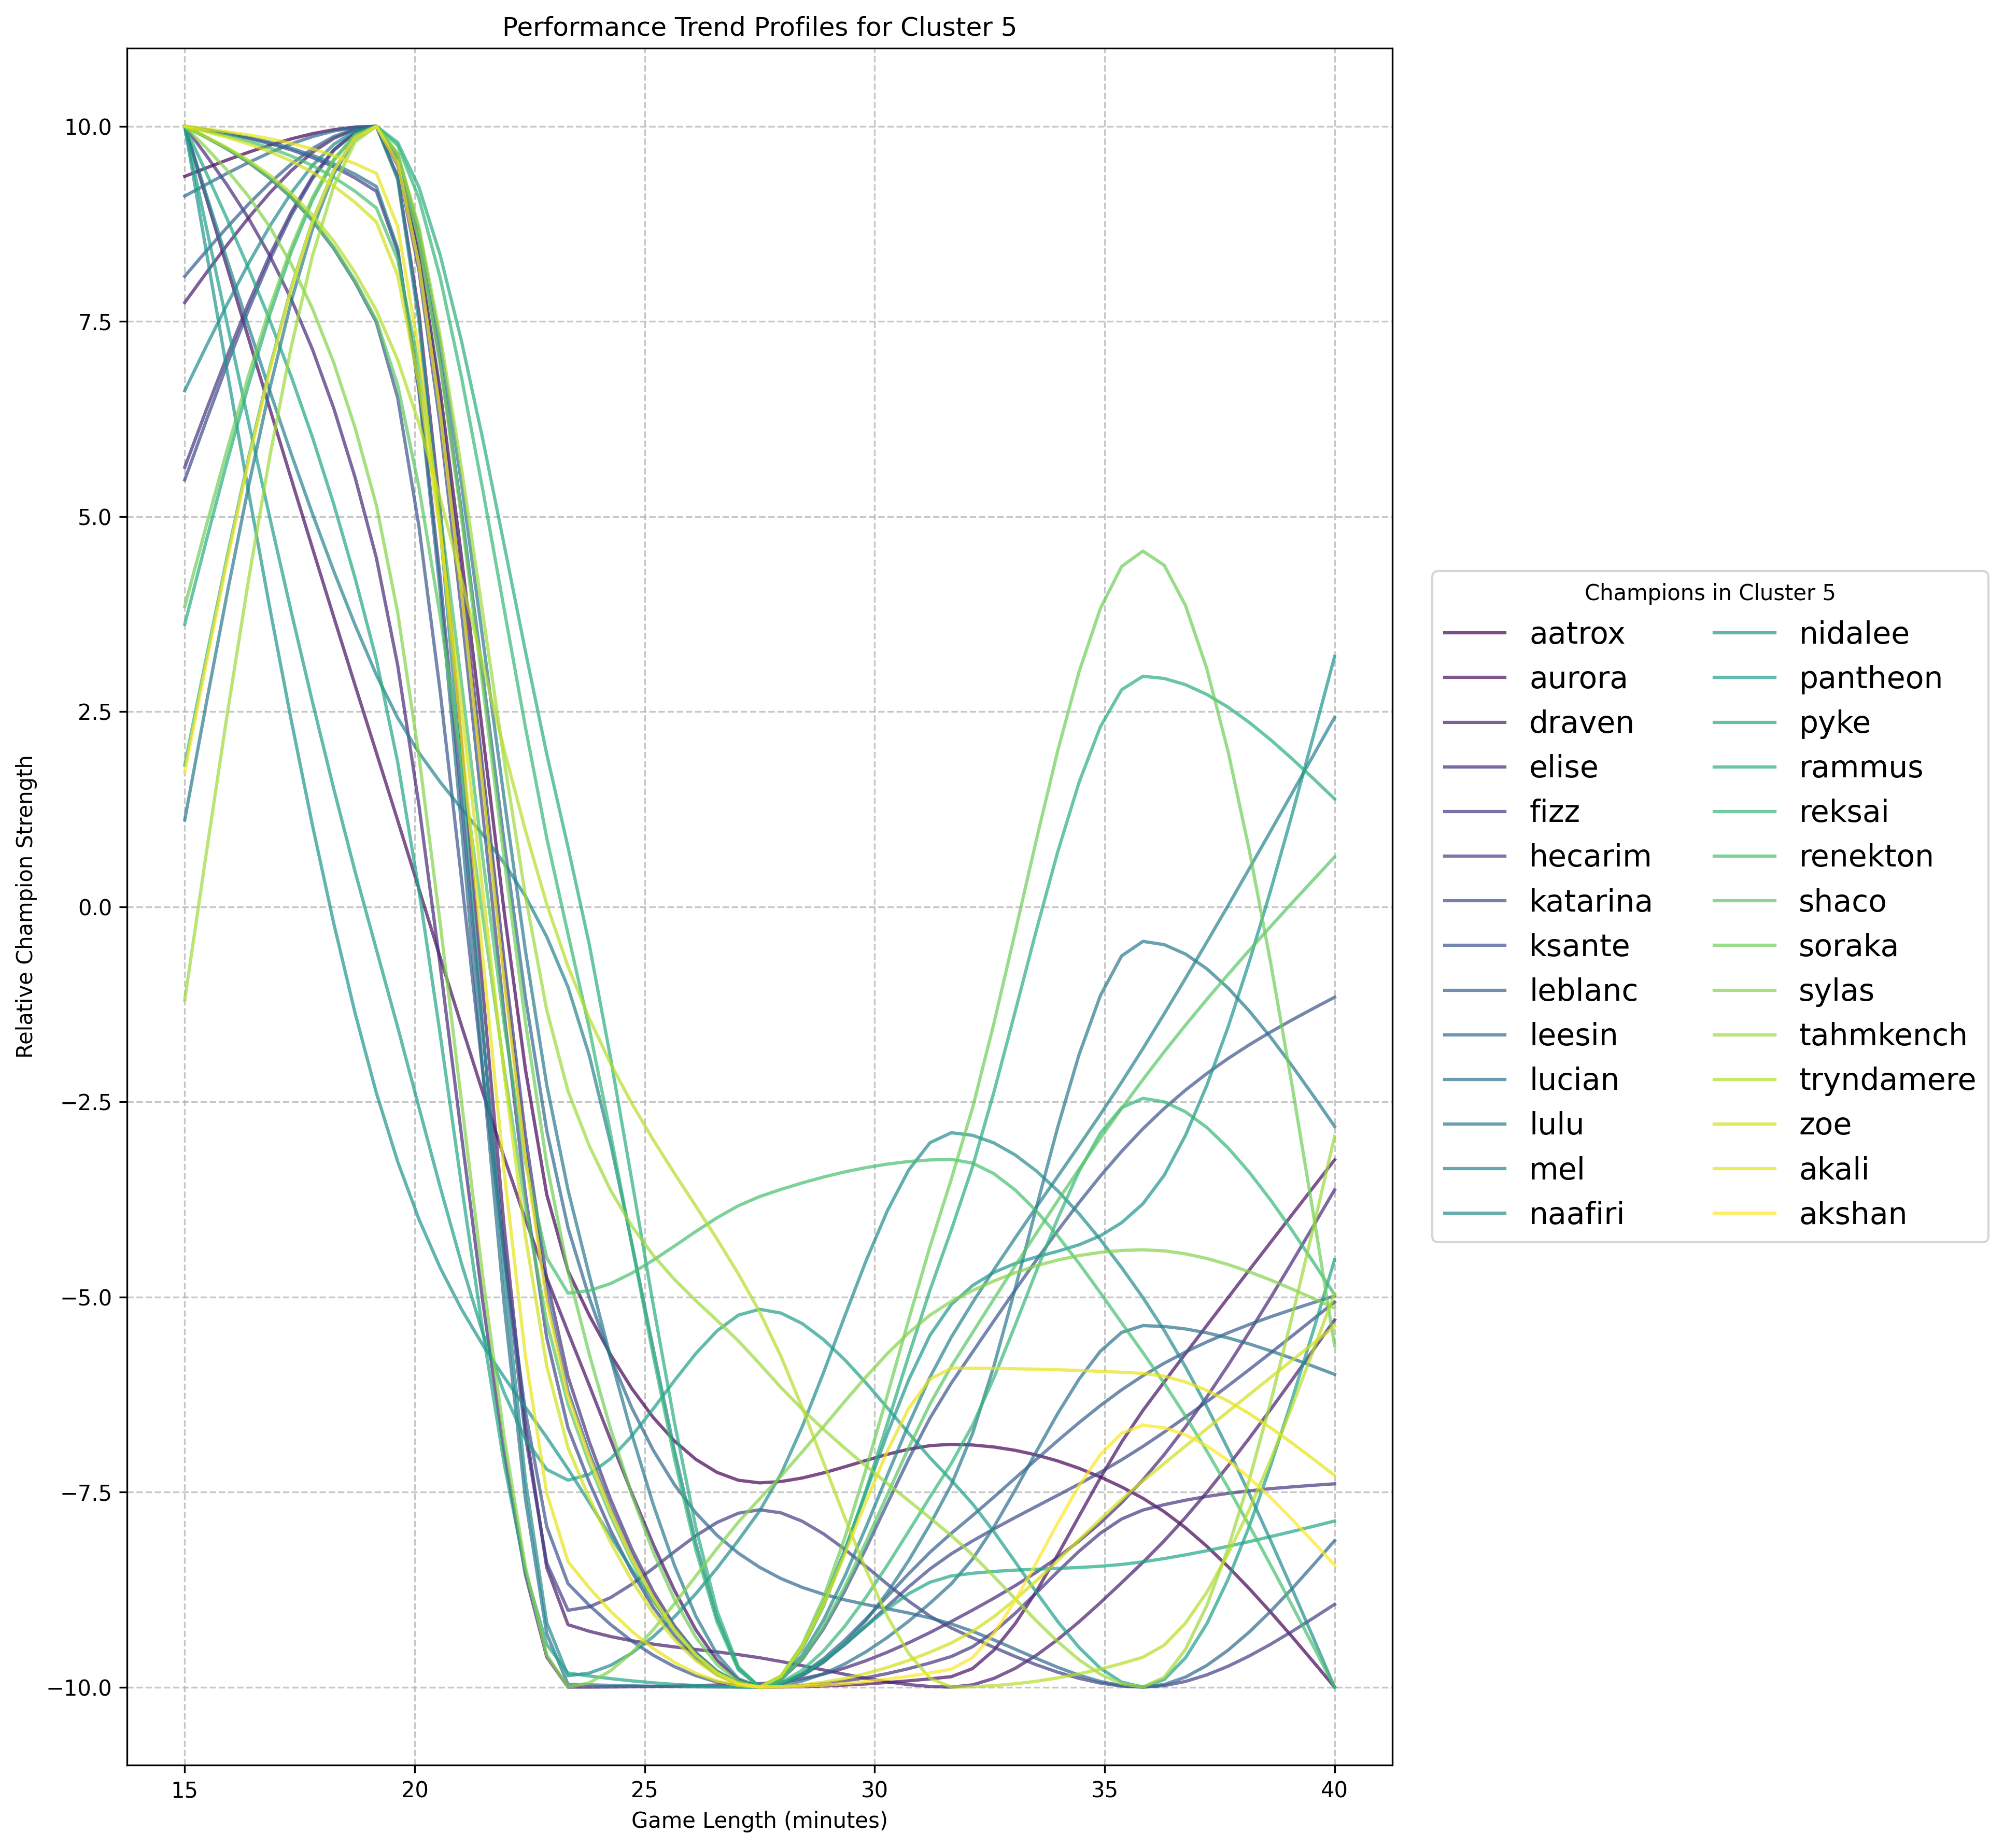 Performance Trend Profiles for Cluster 5
10.0
7.5
5.0
2.5
0.0
−2.5
−5.0
−7.5
−10.0
Relative Champion Strength
15 20 25 30 35 40
Game Length (minutes)
Champions in Cluster 5
aatrox
aurora
draven
elise
fizz
hecarim
katarina
ksante
leblanc
leesin
lucian
lulu
mel
naafiri
nidalee
pantheon
pyke
rammus
reksai
renekton
shaco
soraka
sylas
tahmkench
tryndamere
zoe
akali
akshan